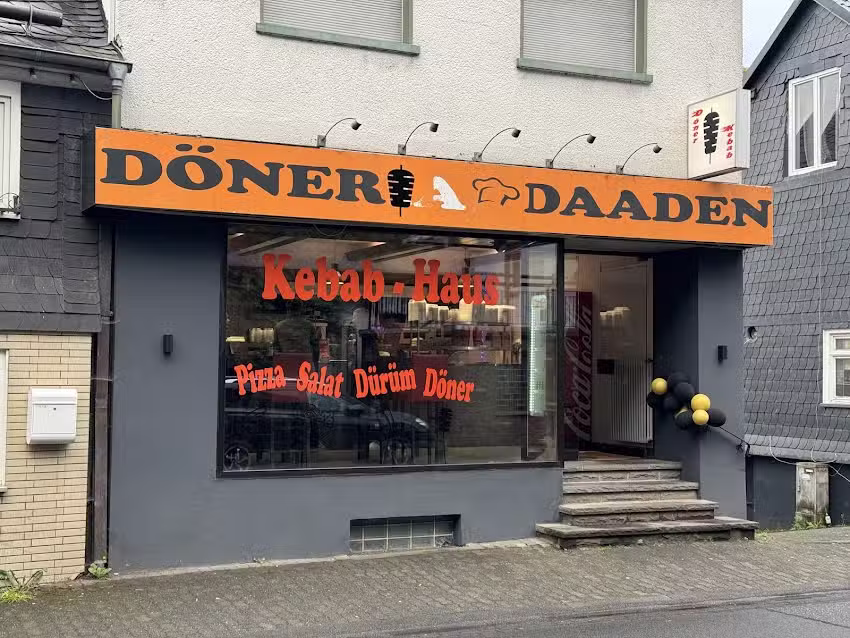 Döner
Kebab
DÖNER DAADEN
Kebab - Haus
Pizza Salat Dürüm Döner
Coca-Cola